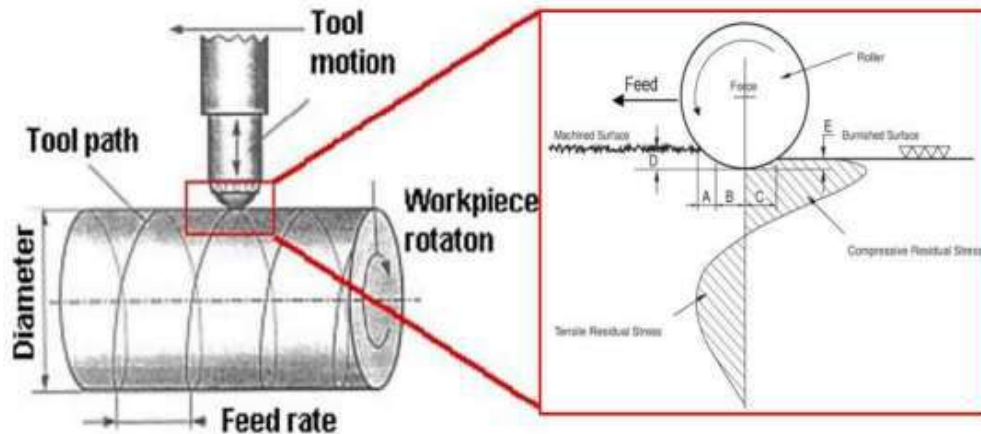 Tool
motion
Tool path
Workpiece
rotaton
Diameter
Feed rate
Roller
Feed
Force
E
Machined Surface
Burnished Surface
D
A
B
C
Compressive Residual Stress
Tensile Residual Stress